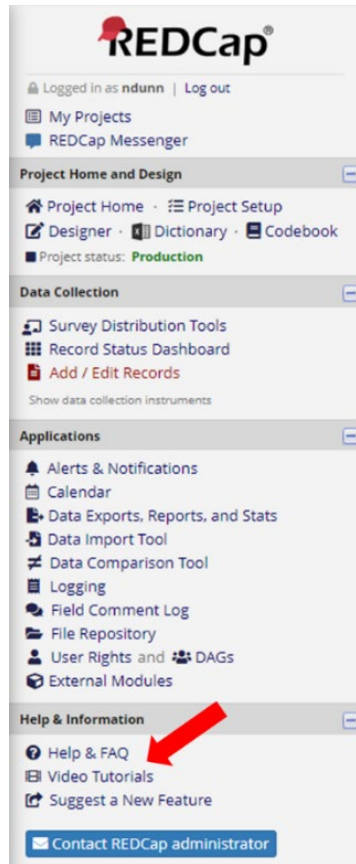 REDCap®
Logged in as ndunn | Log out
My Projects
REDCap Messenger
Project Home and Design
Project Home · Project Setup
Designer · Dictionary · Codebook
Project status: Production
Data Collection
Survey Distribution Tools
Record Status Dashboard
Add / Edit Records
Show data collection instruments
Applications
Alerts & Notifications
Calendar
Data Exports, Reports, and Stats
Data Import Tool
Data Comparison Tool
Logging
Field Comment Log
File Repository
User Rights and DAGs
External Modules
Help & Information
Help & FAQ
Video Tutorials
Suggest a New Feature
Contact REDCap administrator